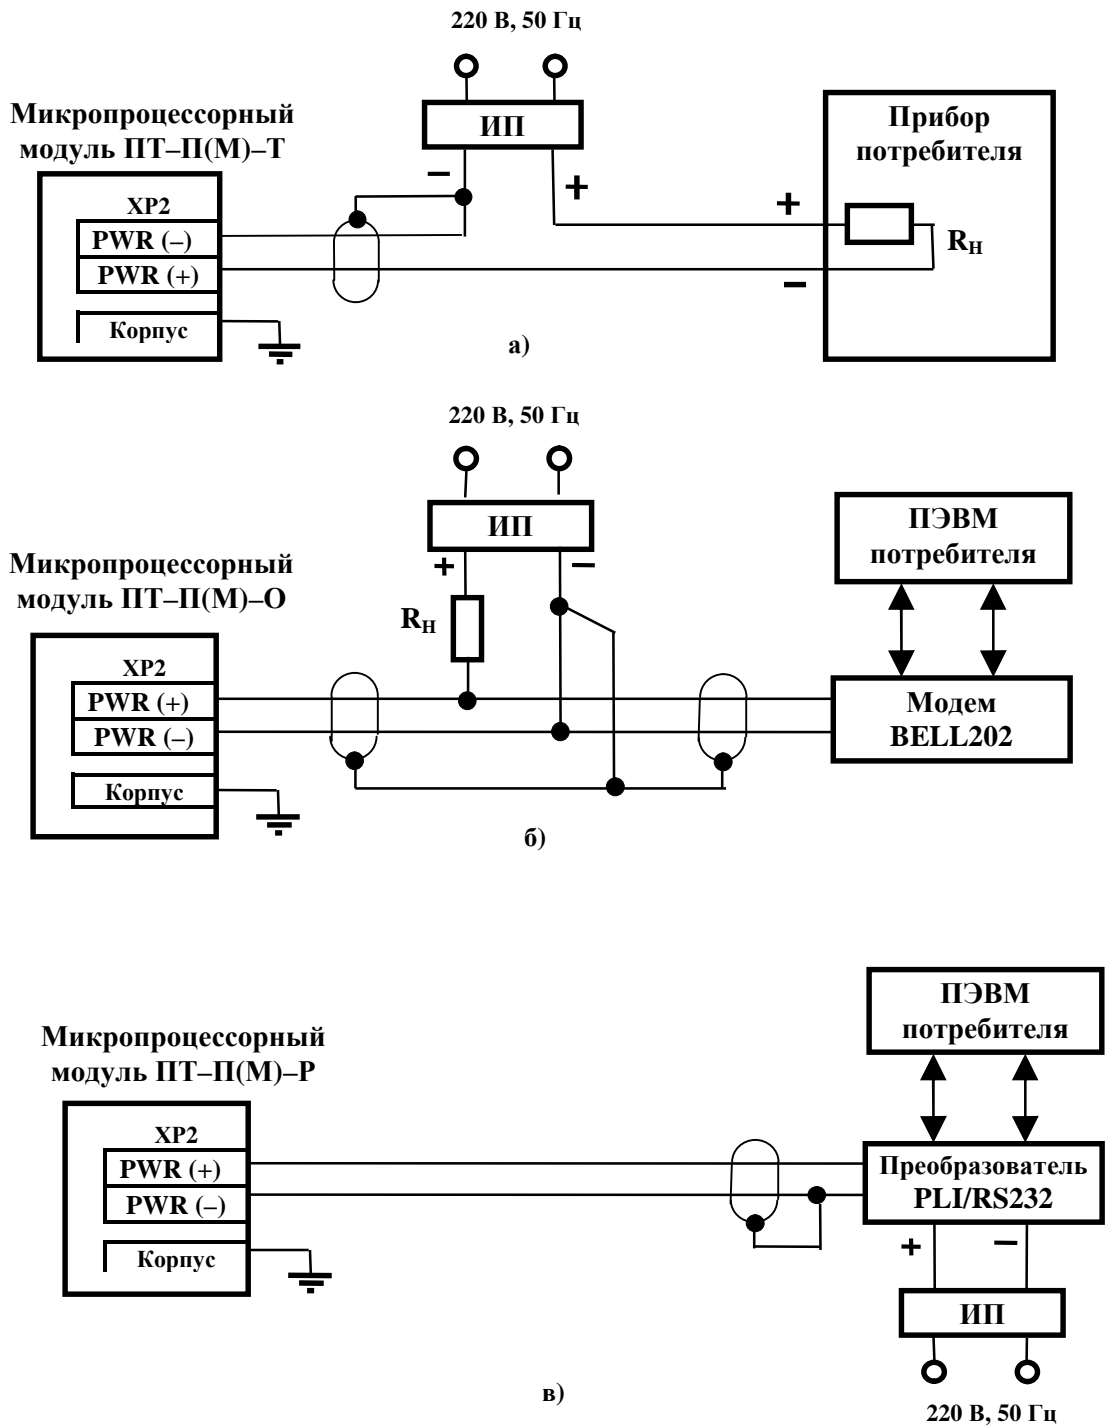 220 В, 50 Гц
Микропроцессорный
модуль ПТ–П(М)–Т
ИП
–
+
Прибор
потребителя
XP2
PWR (–)
PWR (+)
Корпус
+
–
RН
а)
220 В, 50 Гц
ИП
+
–
ПЭВМ
потребителя
Микропроцессорный
модуль ПТ–П(М)–О
RН
XP2
PWR (+)
PWR (–)
Корпус
Модем
BELL202
б)
ПЭВМ
потребителя
Микропроцессорный
модуль ПТ–П(М)–Р
XP2
PWR (+)
PWR (–)
Корпус
Преобразователь
PLI/RS232
+
–
ИП
в)
220 В, 50 Гц